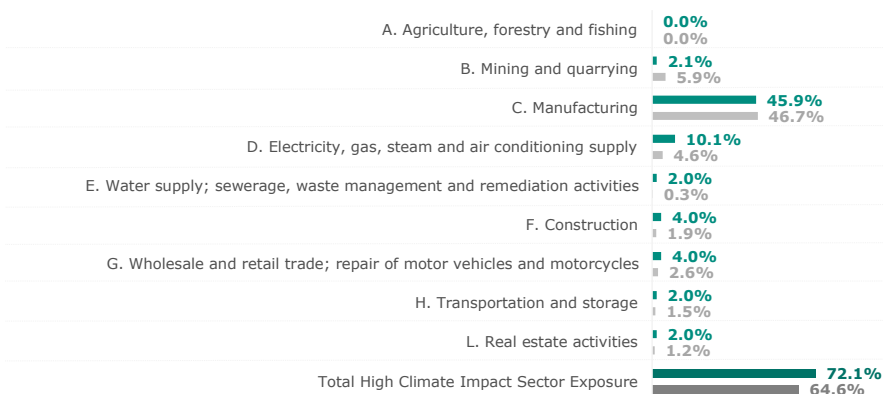 A. Agriculture, forestry and fishing
0.0%
0.0%
B. Mining and quarrying
2.1%
5.9%
C. Manufacturing
45.9%
46.7%
D. Electricity, gas, steam and air conditioning supply
10.1%
4.6%
E. Water supply; sewerage, waste management and remediation activities
2.0%
0.3%
F. Construction
4.0%
1.9%
G. Wholesale and retail trade; repair of motor vehicles and motorcycles
4.0%
2.6%
H. Transportation and storage
2.0%
1.5%
L. Real estate activities
2.0%
1.2%
Total High Climate Impact Sector Exposure
72.1%
64.6%